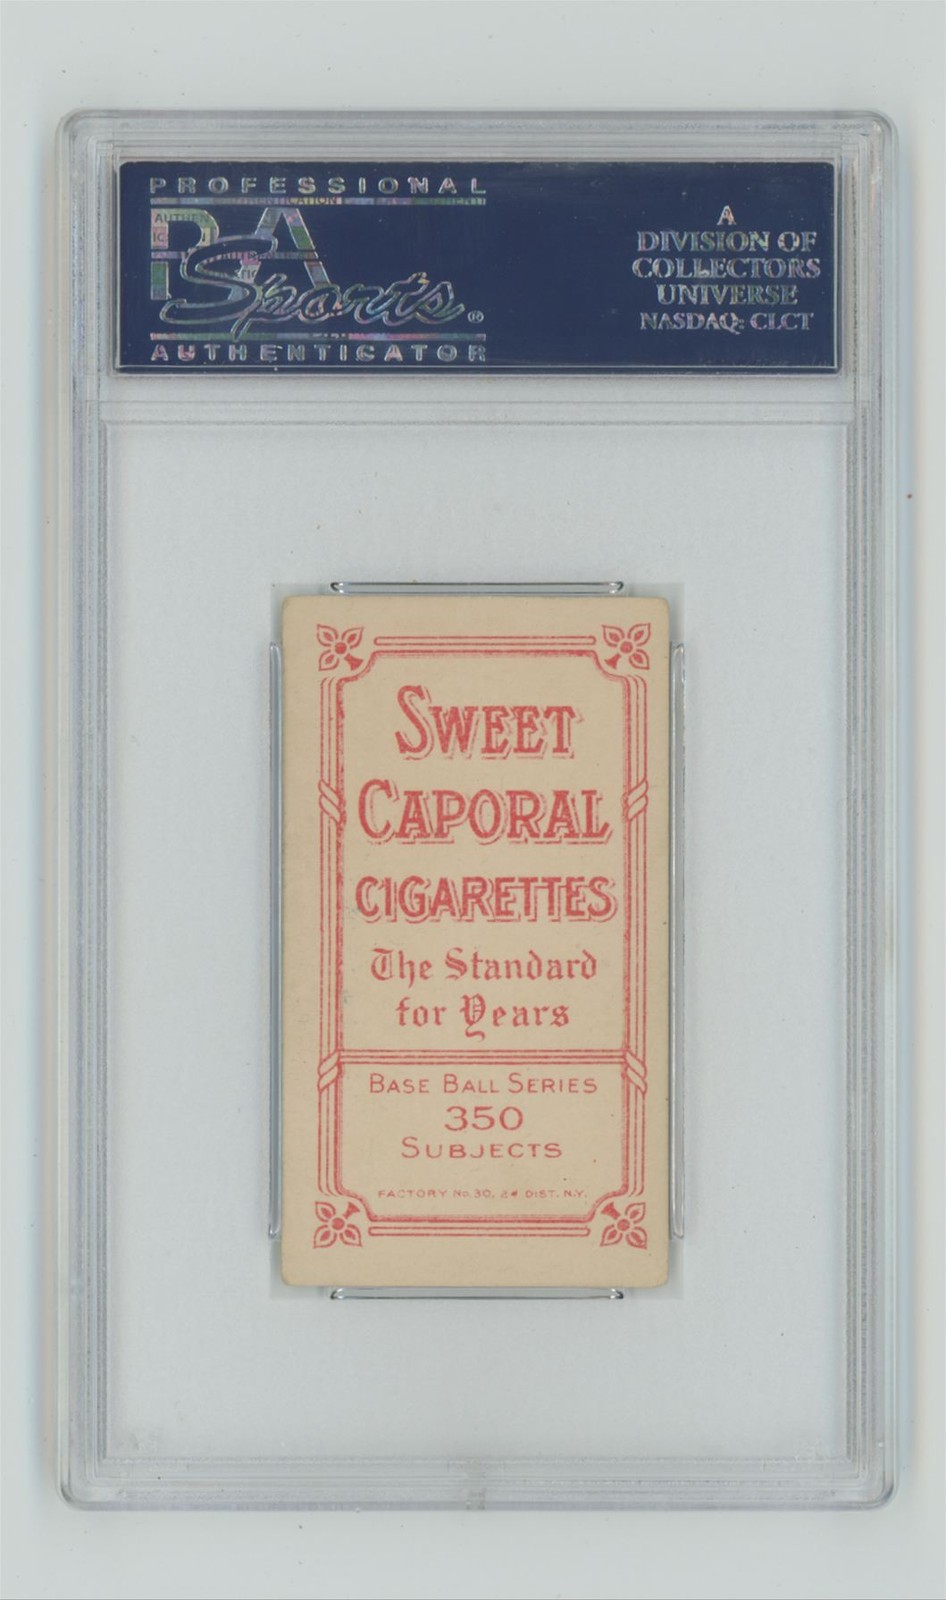 PROFESSIONAL
PSA
Sports®
AUTHENTICATOR
A
DIVISION OF
COLLECTORS
UNIVERSE
NASDAQ: CLCT
SWEET
CAPORAL
CIGARETTES
The Standard
for Years
BASE BALL SERIES
350
SUBJECTS
FACTORY No. 30, 2d DIST. N.Y.